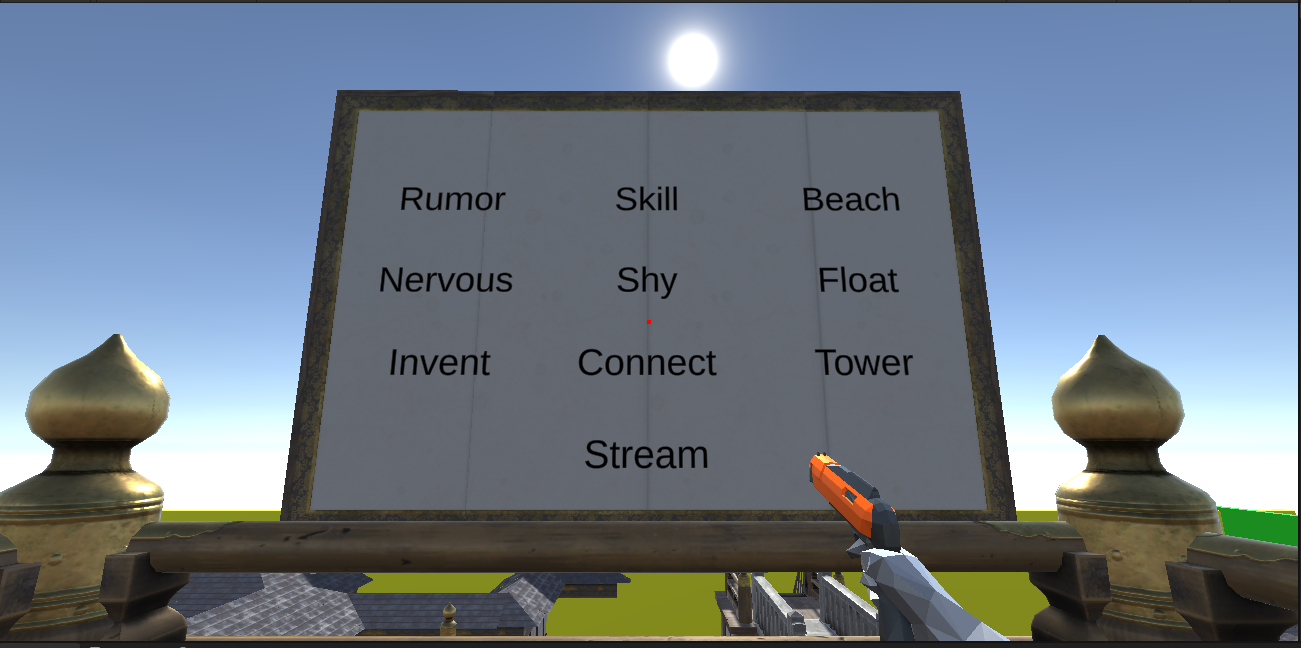 Rumor Skill Beach
Nervous Shy Float
Invent Connect Tower
Stream